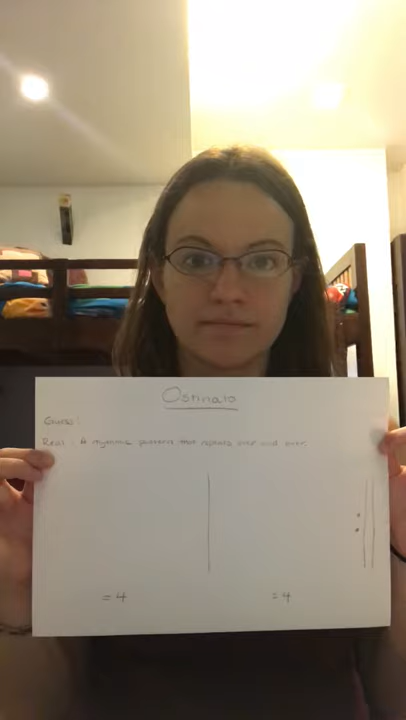 Ostinato
Guess:
Real: A rhythmic pattern that repeats over and over.
= 4 = 4